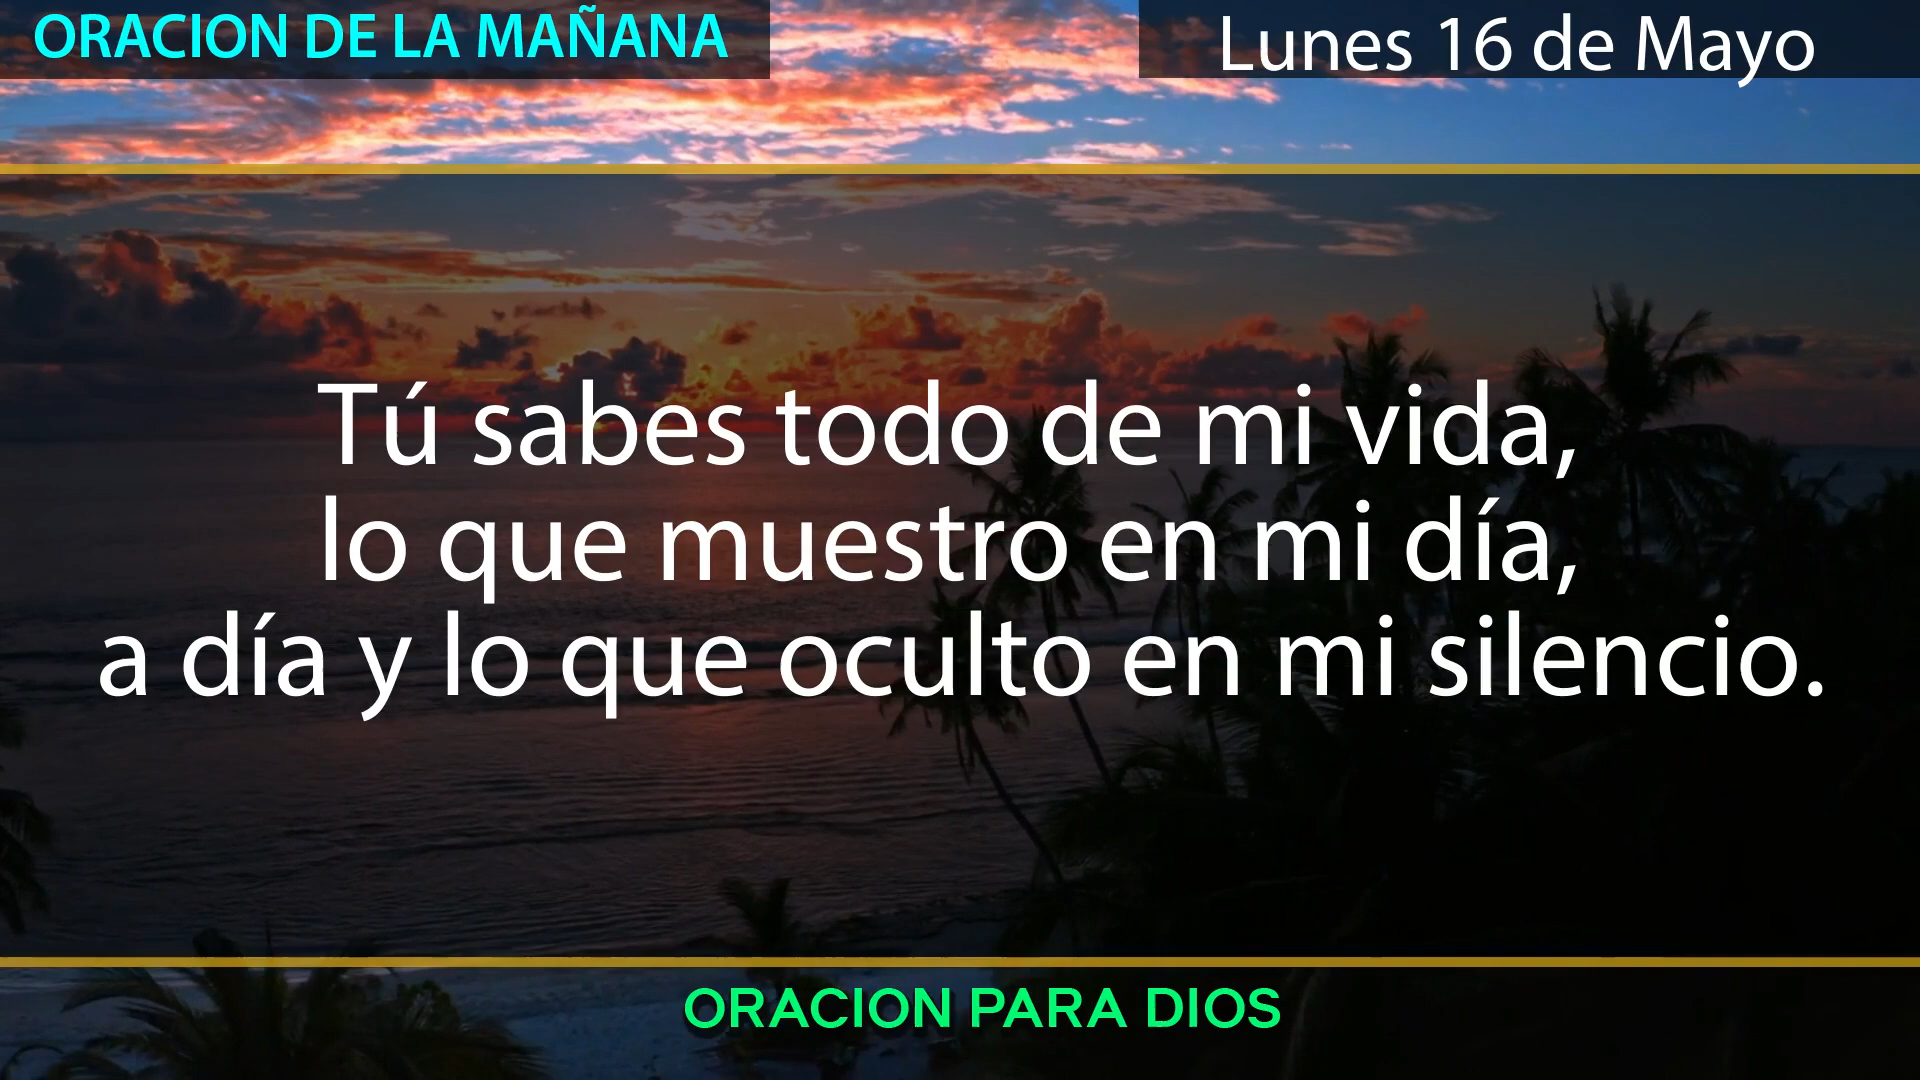 ORACION DE LA MAÑANA
Lunes 16 de Mayo
Tú sabes todo de mi vida,
lo que muestro en mi día,
a día y lo que oculto en mi silencio.
ORACION PARA DIOS